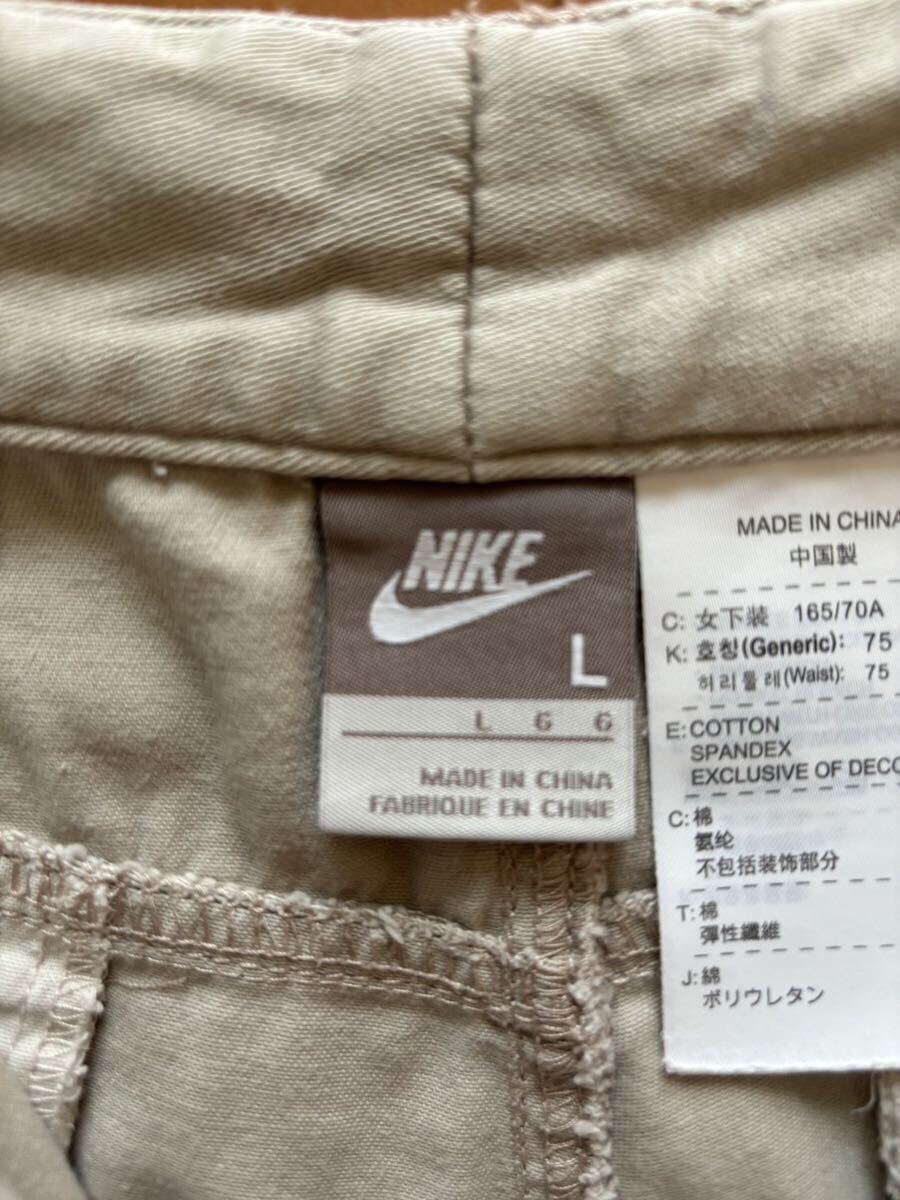 NIKE
L
L G G
MADE IN CHINA
FABRIQUE EN CHINE
MADE IN CHINA
中国製
C: 女下装 165/70A
K: 호칭(Generic): 75
허리둘레(Waist): 75
E: COTTON
SPANDEX
EXCLUSIVE OF DECO
C: 棉
氨纶
不包括装饰部分
T: 棉
彈性纖維
J: 綿
ポリウレタン